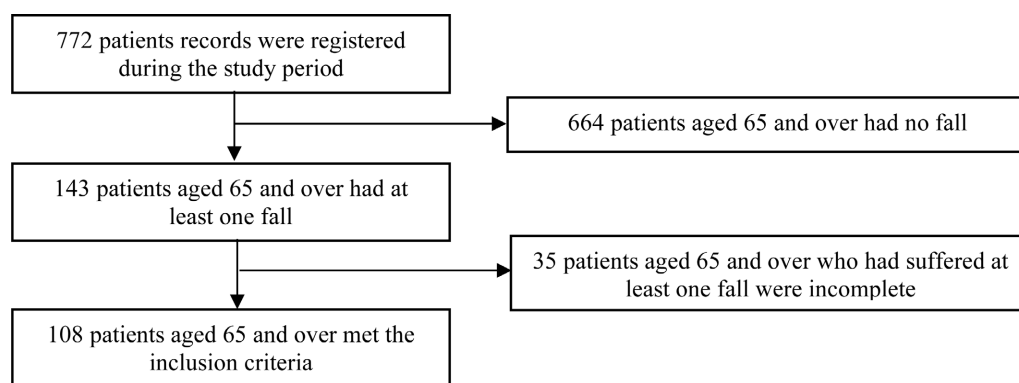 772 patients records were registered
during the study period
664 patients aged 65 and over had no fall
143 patients aged 65 and over had at
least one fall
35 patients aged 65 and over who had suffered at
least one fall were incomplete
108 patients aged 65 and over met the
inclusion criteria